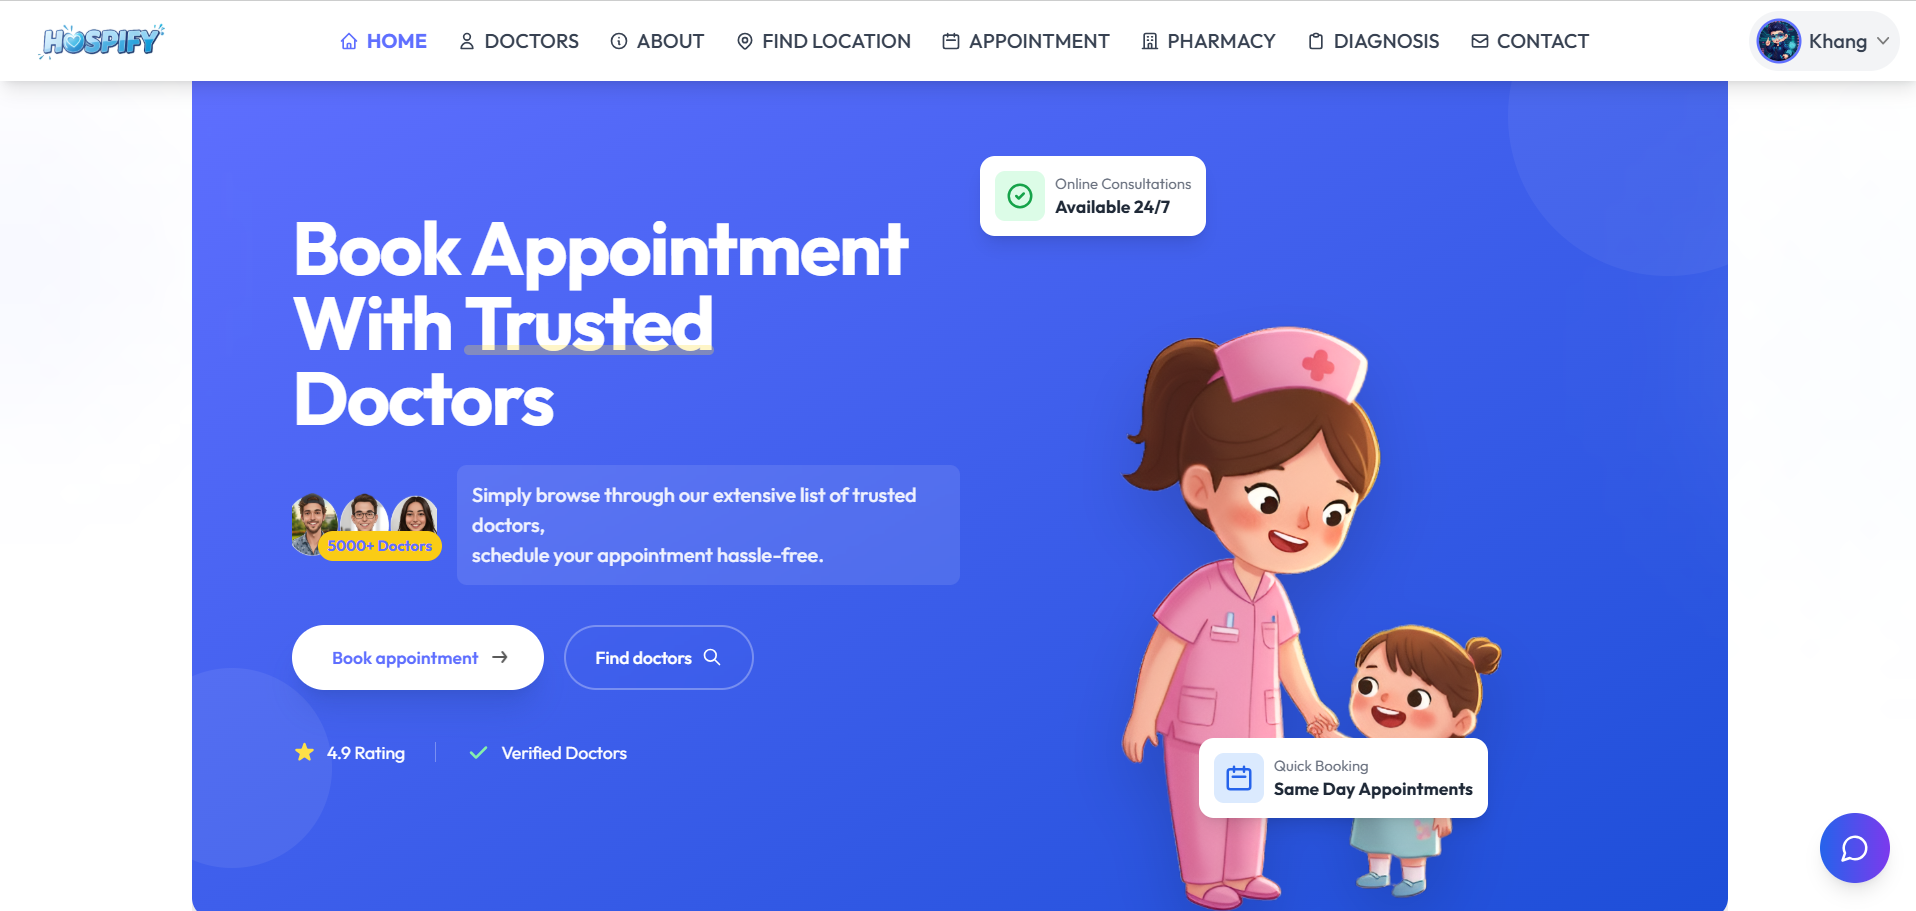 HOSPIFY
HOME
DOCTORS
ABOUT
FIND LOCATION
APPOINTMENT
PHARMACY
DIAGNOSIS
CONTACT
Khang
Online Consultations
Available 24/7
Book Appointment
With Trusted
Doctors
5000+ Doctors
Simply browse through our extensive list of trusted
doctors,
schedule your appointment hassle-free.
Book appointment
Find doctors
4.9 Rating
Verified Doctors
Quick Booking
Same Day Appointments